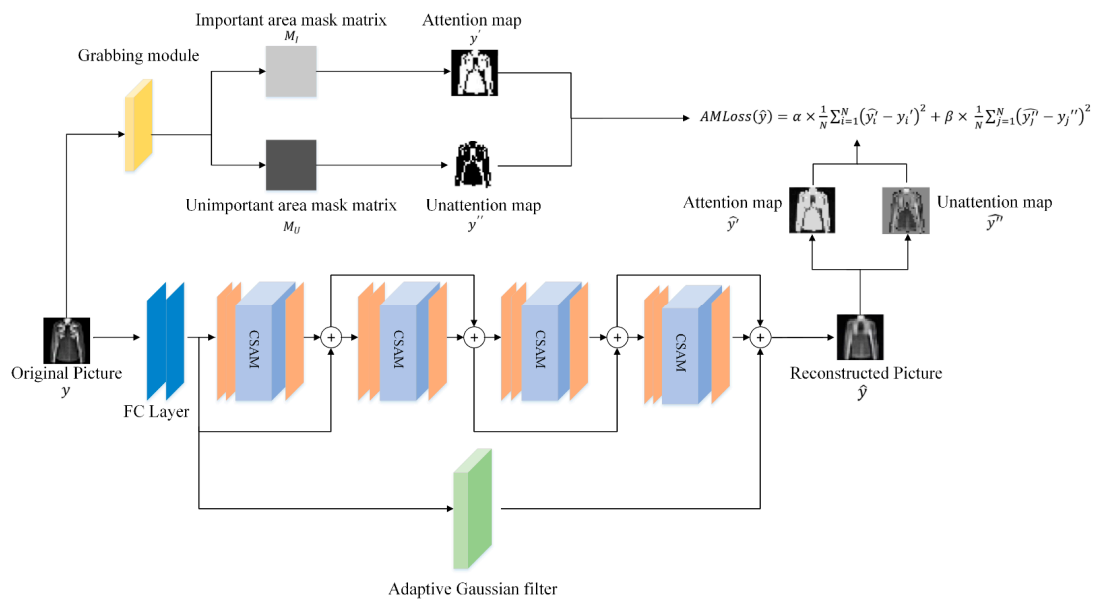 Important area mask matrix
M_I
Attention map
y′
Grabbing module
AMLoss(ŷ) = α × 1/N ∑_{i=1}^{N}(ŷ_i′ − y_i′)² + β × 1/N ∑_{j=1}^{N}(ŷ_j′′ − y_j′′)²
Unimportant area mask matrix
M_U
Unattention map
y′′
Attention map
ŷ′
Unattention map
ŷ′′
CSAM
CSAM
CSAM
CSAM
+
+
+
+
Original Picture
y
FC Layer
Reconstructed Picture
ŷ
Adaptive Gaussian filter